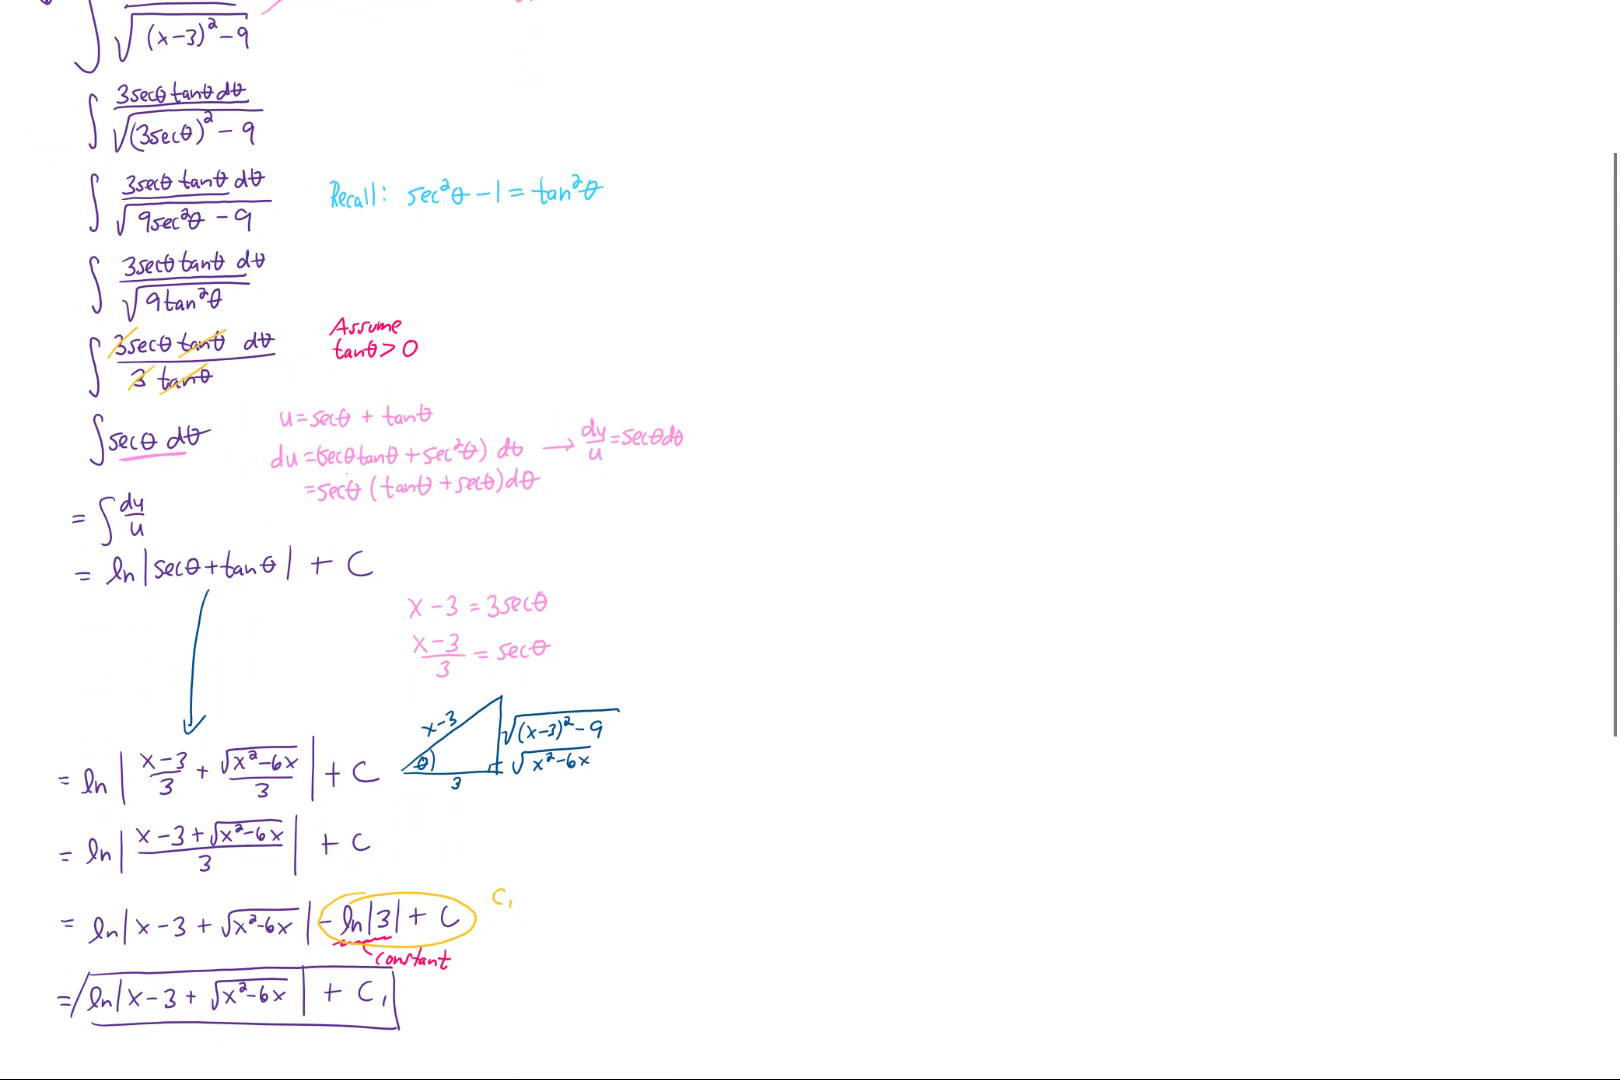 ∫ √((x-3)² - 9)
∫ 3secθ tanθ dθ / √((3secθ)² - 9)
∫ 3secθ tanθ dθ / √(9sec²θ - 9)
Recall: sec²θ - 1 = tan²θ
∫ 3secθ tanθ dθ / √(9tan²θ)
∫ 3secθ tanθ dθ / 3 tanθ
Assume
tanθ > 0
∫ secθ dθ
u = secθ + tanθ
du = (secθtanθ + sec²θ) dθ → du/u = secθdθ
= secθ (tanθ + secθ)dθ
= ∫ du/u
= ln|secθ + tanθ| + C
x - 3 = 3secθ
(x-3)/3 = secθ
x-3
√((x-3)² - 9)
θ
√(x²-6x)
3
= ln| (x-3)/3 + √(x²-6x)/3 | + C
= ln| (x-3+√(x²-6x))/3 | + C
= ln|x-3 + √(x²-6x)| - ln|3| + C
C₁
constant
= ln|x-3 + √(x²-6x)| + C₁